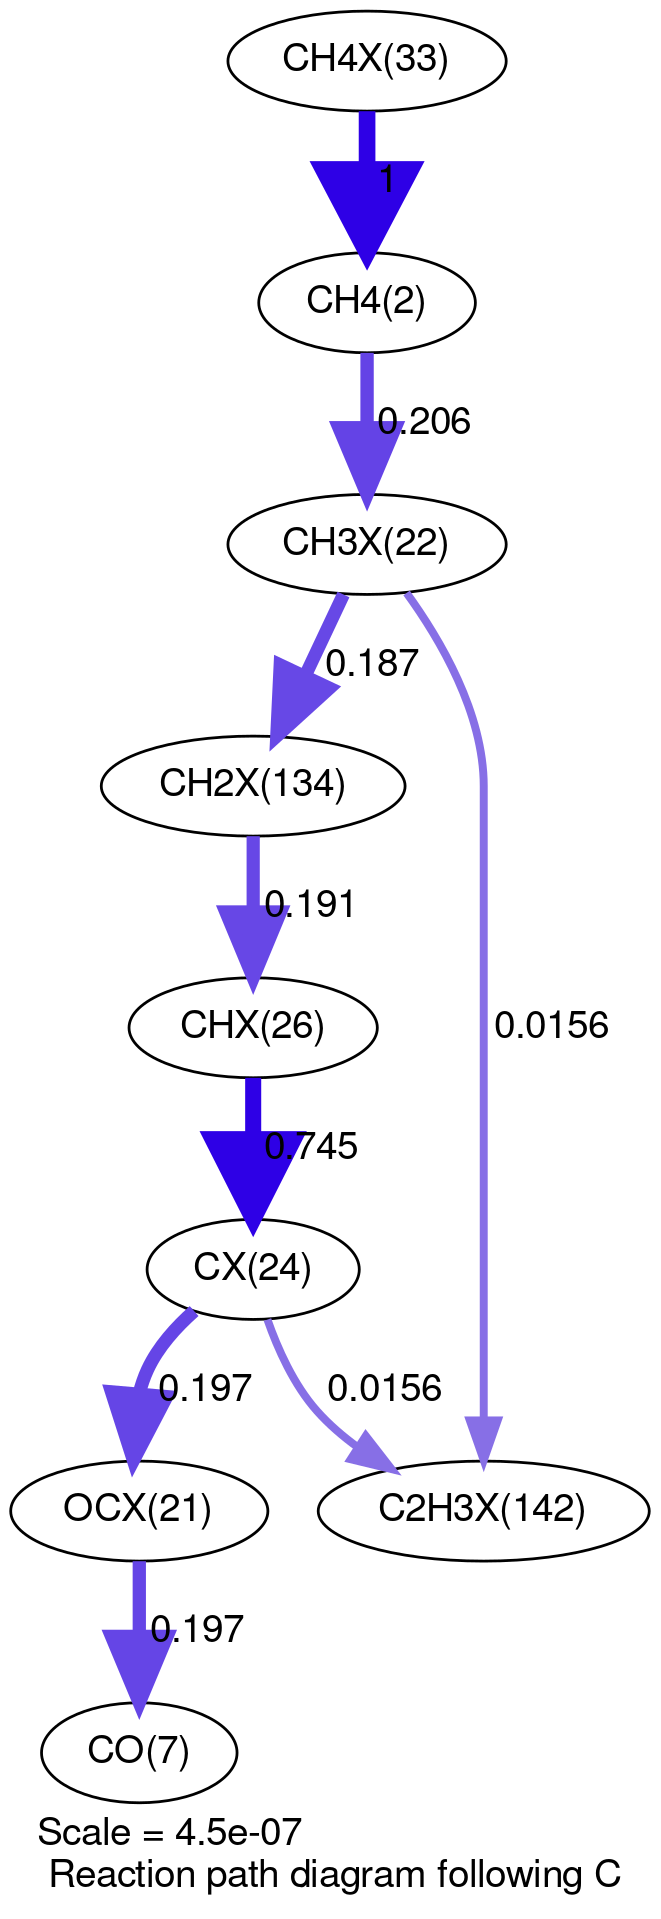 CH4X(33)
1
CH4(2)
0.206
CH3X(22)
0.187
CH2X(134)
0.191
CHX(26)
0.0156
0.745
CX(24)
0.197
0.0156
OCX(21)
C2H3X(142)
0.197
CO(7)
Scale = 4.5e-07
Reaction path diagram following C